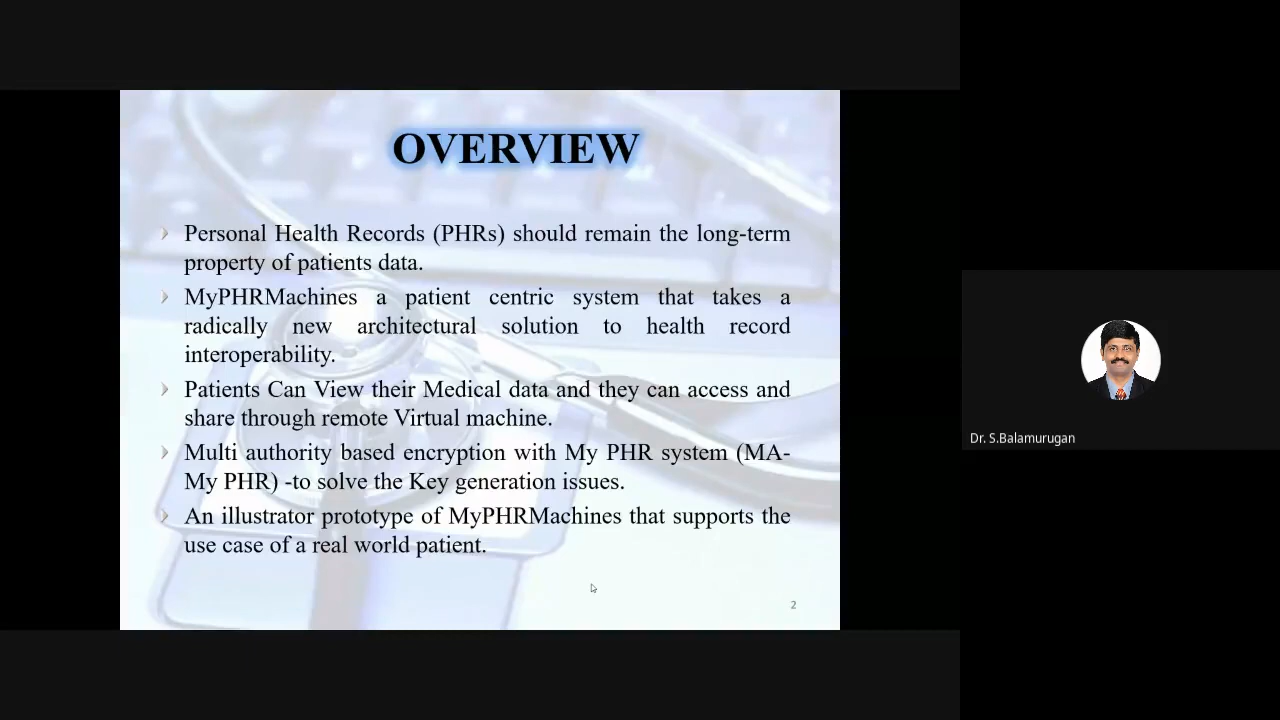 OVERVIEW
Personal Health Records (PHRs) should remain the long-term
property of patients data.
MyPHRMachines a patient centric system that takes a
radically new architectural solution to health record
interoperability.
Patients Can View their Medical data and they can access and
share through remote Virtual machine.
Multi authority based encryption with My PHR system (MA-
My PHR) -to solve the Key generation issues.
An illustrator prototype of MyPHRMachines that supports the
use case of a real world patient.
2
Dr. S.Balamurugan